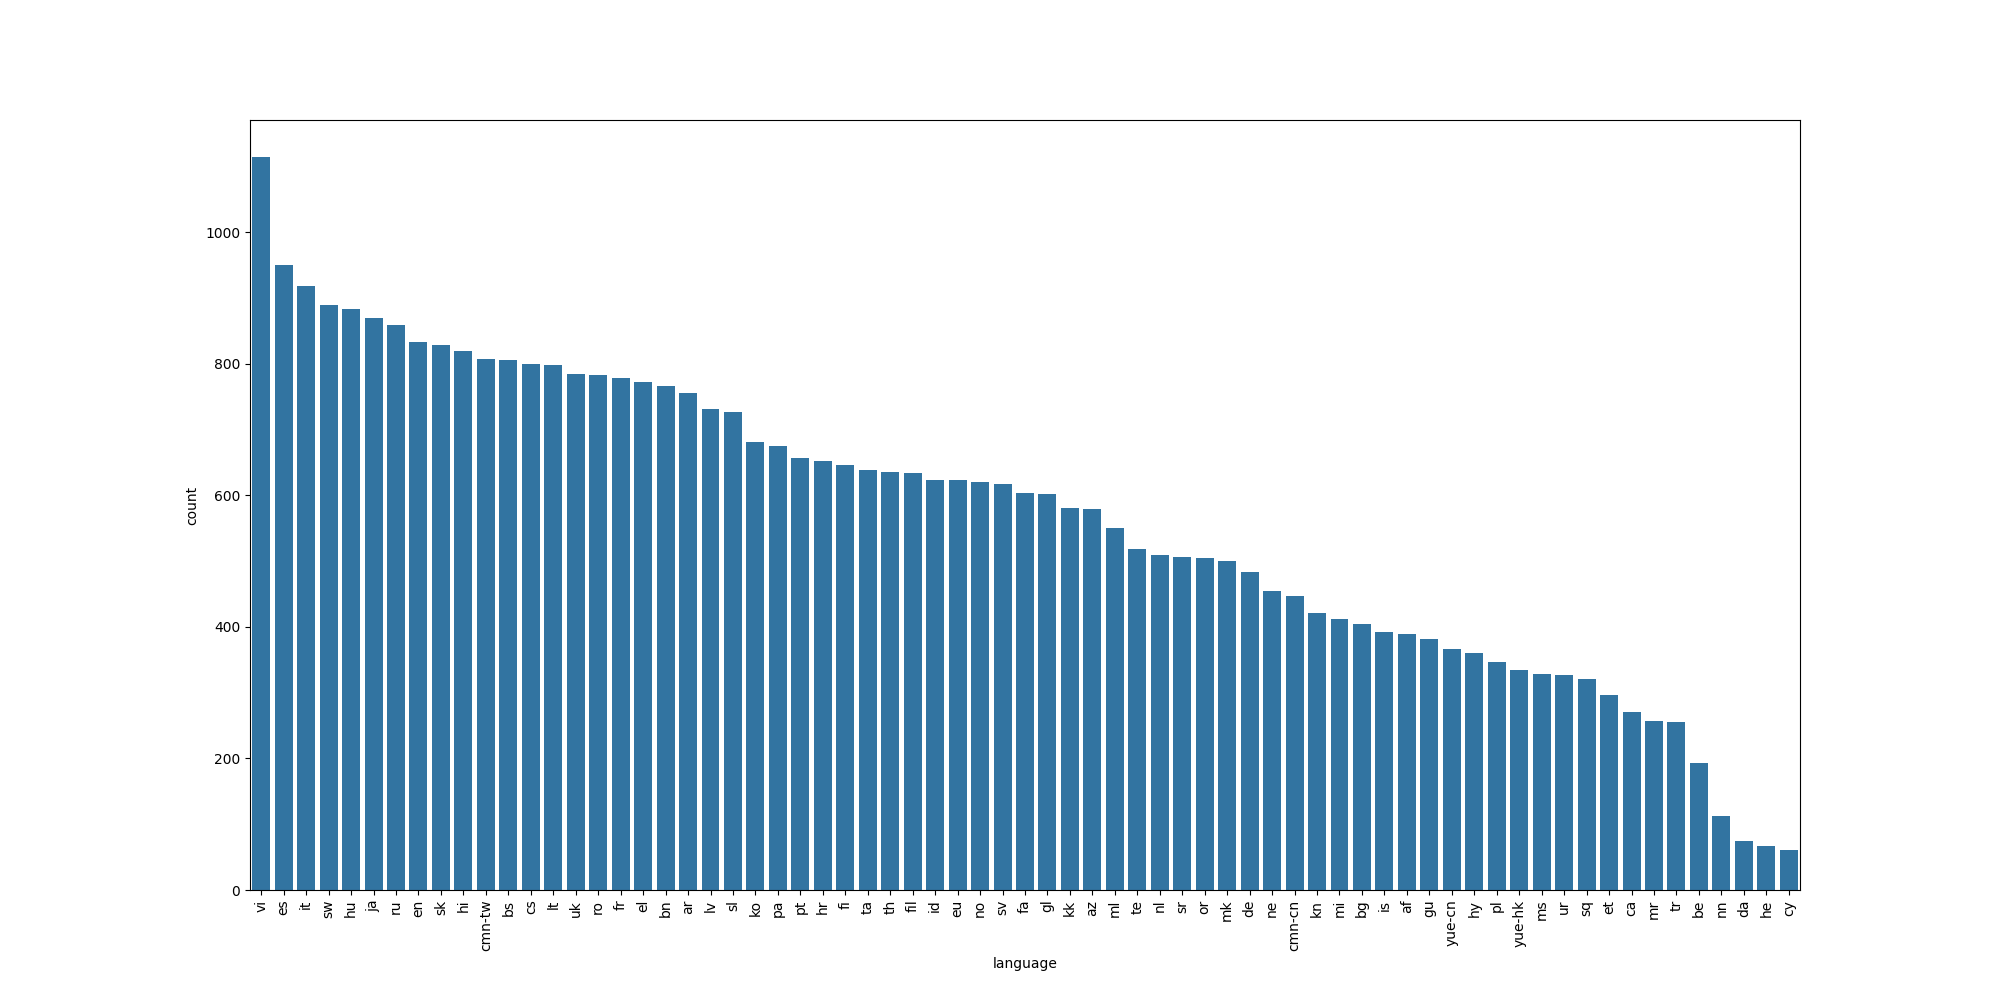 1000
800
600
400
200
0
count
vi es it sw hu ja ru en sk hi cmn-tw bs cs lt uk ro fr el bn ar lv sl ko pa pt hr fi ta th fil id eu no sv fa gl kk az ml te nl sr or mk de ne cmn-cn kn mi bg is af gu yue-cn hy pl yue-hk ms ur sq et ca mr tr be nn da he cy
language